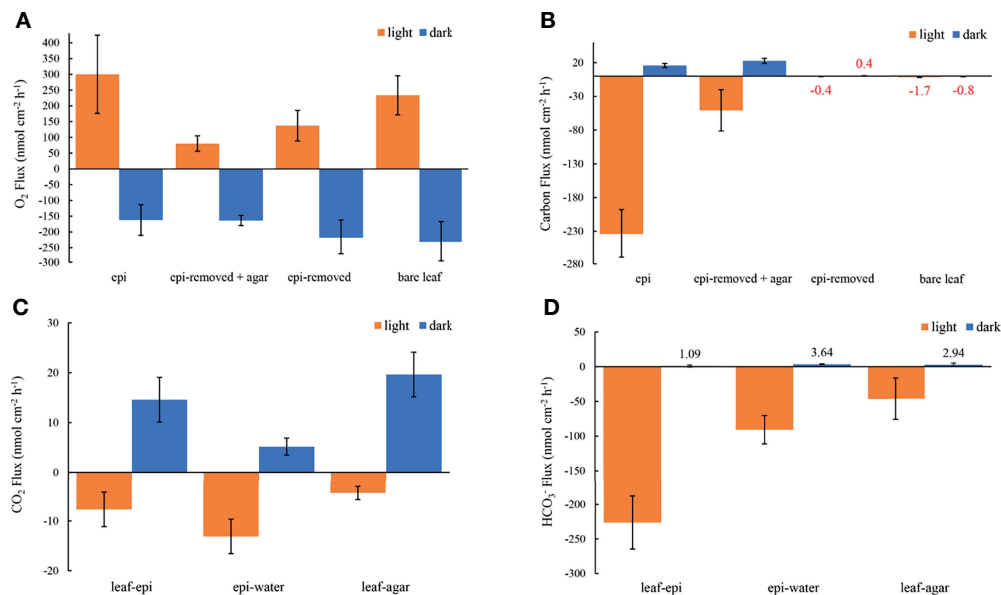 A
light dark
O2 Flux (nmol cm-2 h-1)
400
350
300
250
200
150
100
50
0
-50
-100
-150
-200
-250
-300
epi epi-removed + agar epi-removed bare leaf
B
light dark
Carbon Flux (nmol cm-2 h-1)
20
-30
-80
-130
-180
-230
-280
0.4
-0.4
-1.7
-0.8
epi epi-removed + agar epi-removed bare leaf
C
light dark
CO2 Flux (nmol cm-2 h-1)
30
20
10
0
-10
-20
leaf-epi epi-water leaf-agar
D
light dark
HCO3- Flux (nmol cm-2 h-1)
50
0
-50
-100
-150
-200
-250
-300
1.09
3.64
2.94
leaf-epi epi-water leaf-agar